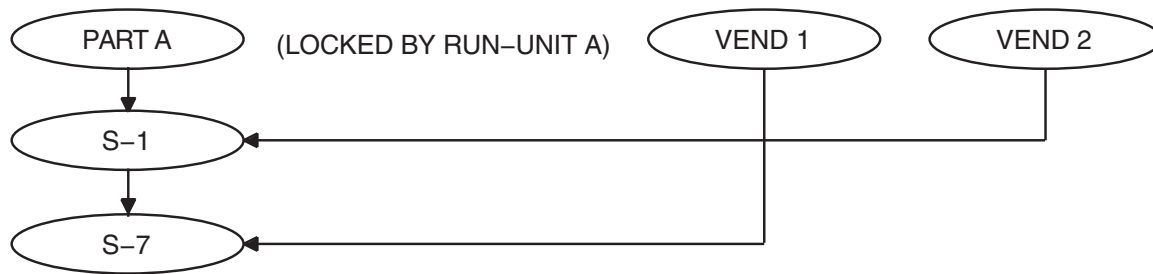 PART A (LOCKED BY RUN–UNIT A) VEND 1 VEND 2
S–1
S–7